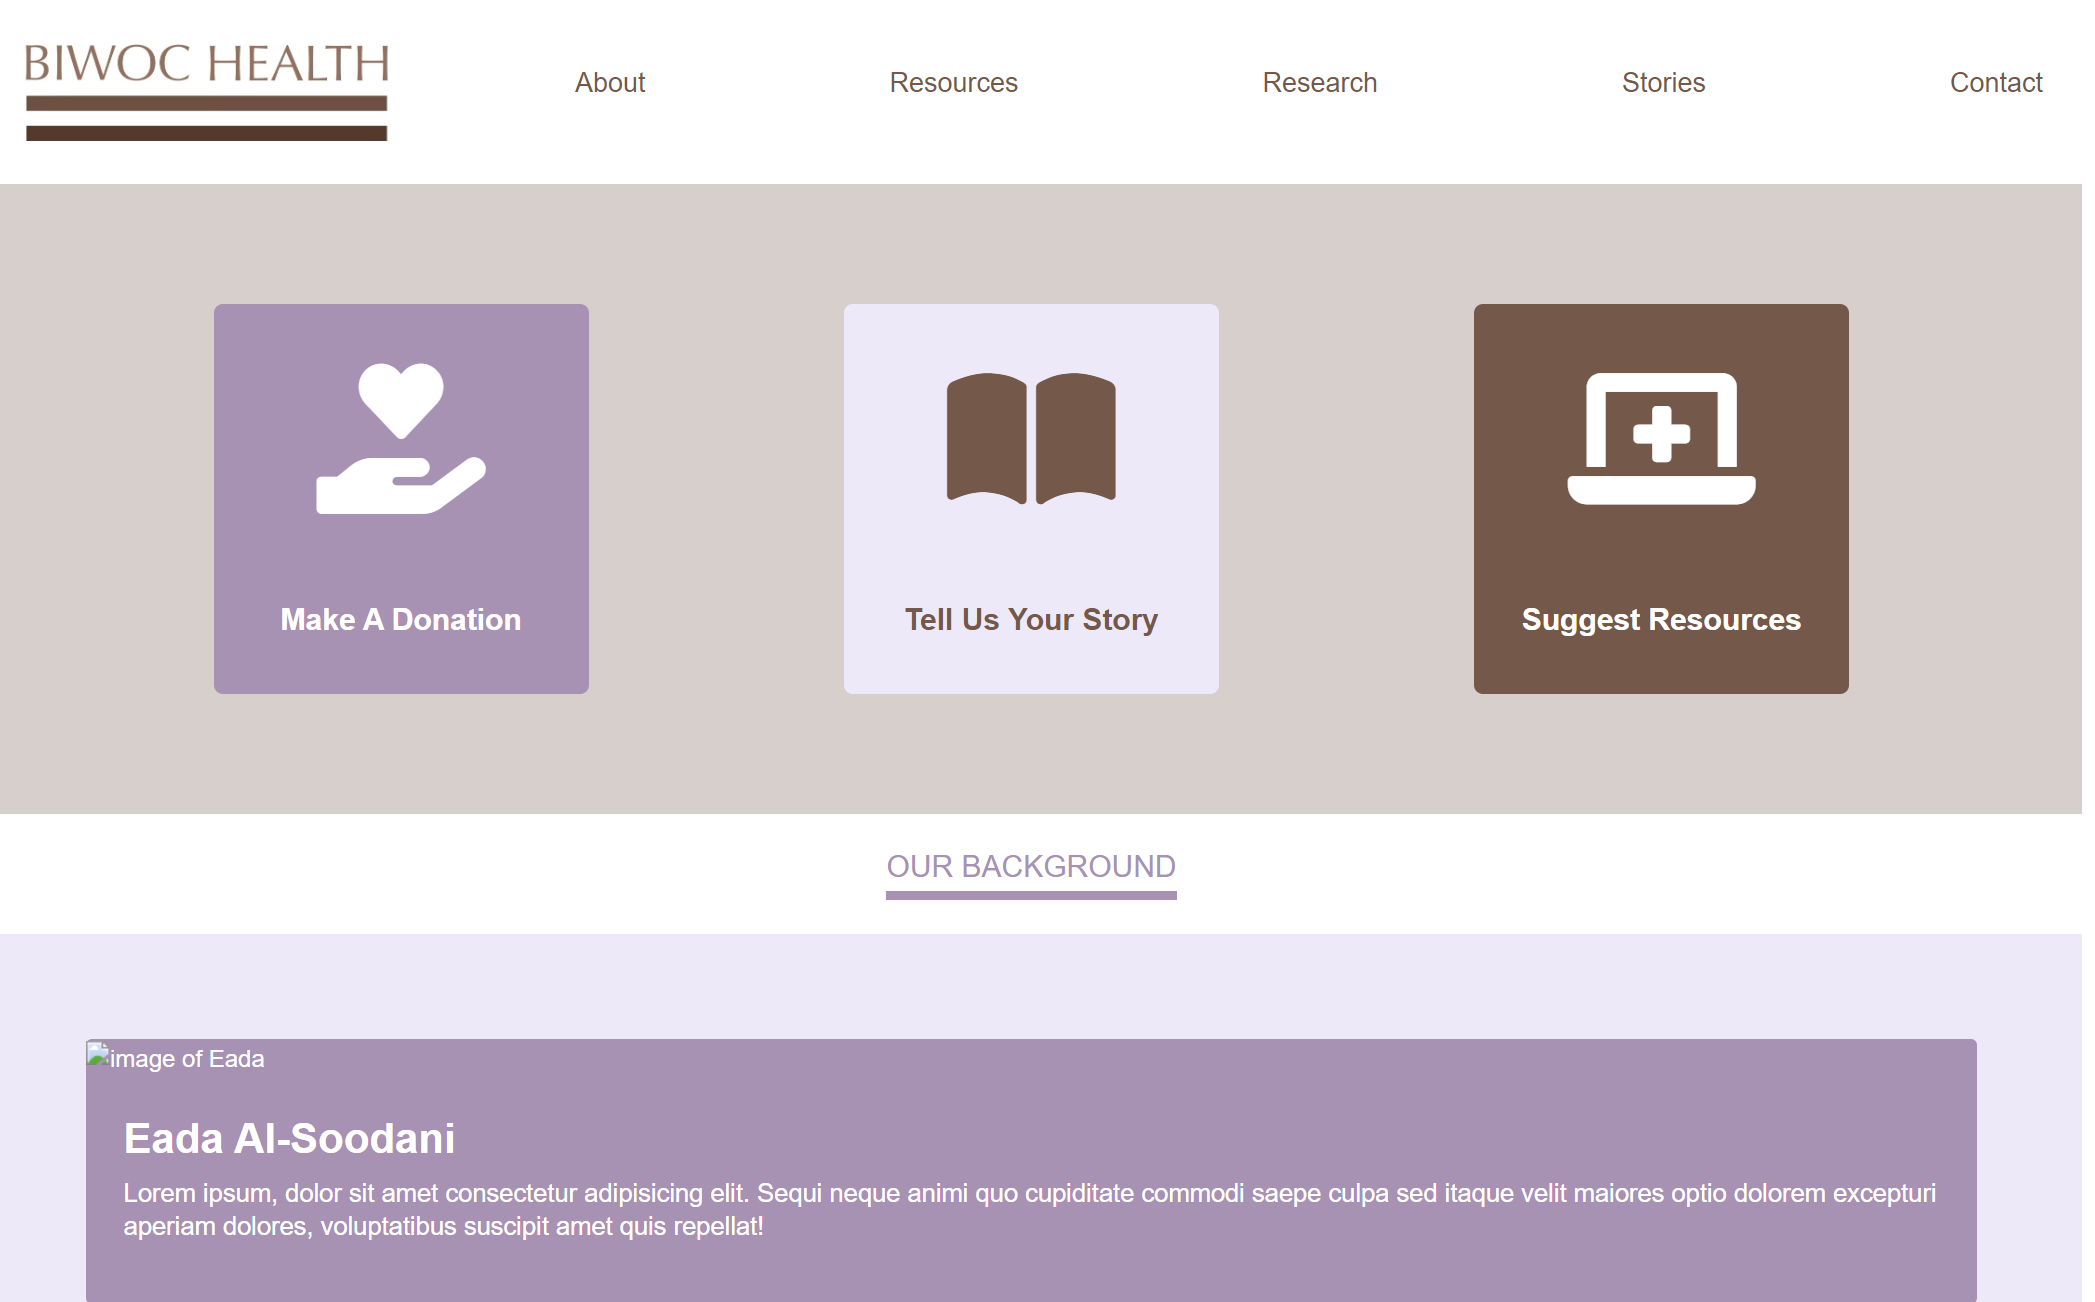 BIWOC HEALTH
About
Resources
Research
Stories
Contact
Make A Donation
Tell Us Your Story
Suggest Resources
OUR BACKGROUND
image of Eada
Eada Al-Soodani
Lorem ipsum, dolor sit amet consectetur adipisicing elit. Sequi neque animi quo cupiditate commodi saepe culpa sed itaque velit maiores optio dolorem excepturi
aperiam dolores, voluptatibus suscipit amet quis repellat!